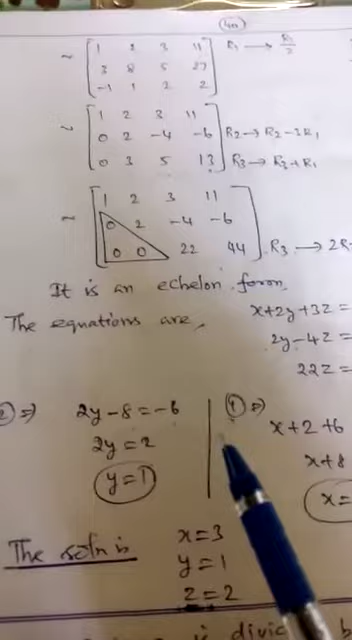 40
~ [ 1 2 3 11 ] R₁ → R₁/2
3 8 5 27
-1 1 2 2
~ [ 1 2 3 11 ]
0 2 -4 -6 R₂ → R₂-3R₁
0 3 5 13 R₃ → R₃+R₁
~ [ 1 2 3 11 ]
0 2 -4 -6
0 0 22 44 R₃ → 2R
It is an echelon form.
The equations are, x+2y+3z =
2y-4z =
22z =
2 ⇒ 2y-8=-6
2y=2
y=1
① ⇒
x+2+6
x+8
x=
The soln is x=3
y=1
z=2